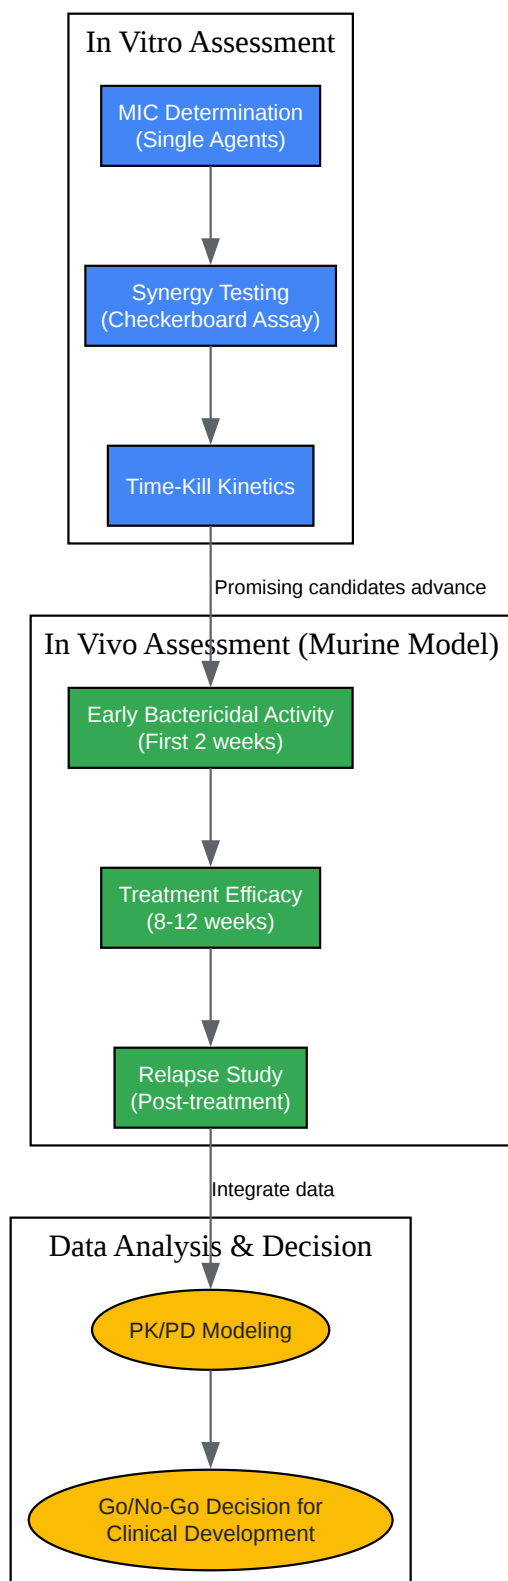 In Vitro Assessment
MIC Determination
(Single Agents)
Synergy Testing
(Checkerboard Assay)
Time-Kill Kinetics
Promising candidates advance
In Vivo Assessment (Murine Model)
Early Bactericidal Activity
(First 2 weeks)
Treatment Efficacy
(8-12 weeks)
Relapse Study
(Post-treatment)
Integrate data
Data Analysis & Decision
PK/PD Modeling
Go/No-Go Decision for
Clinical Development